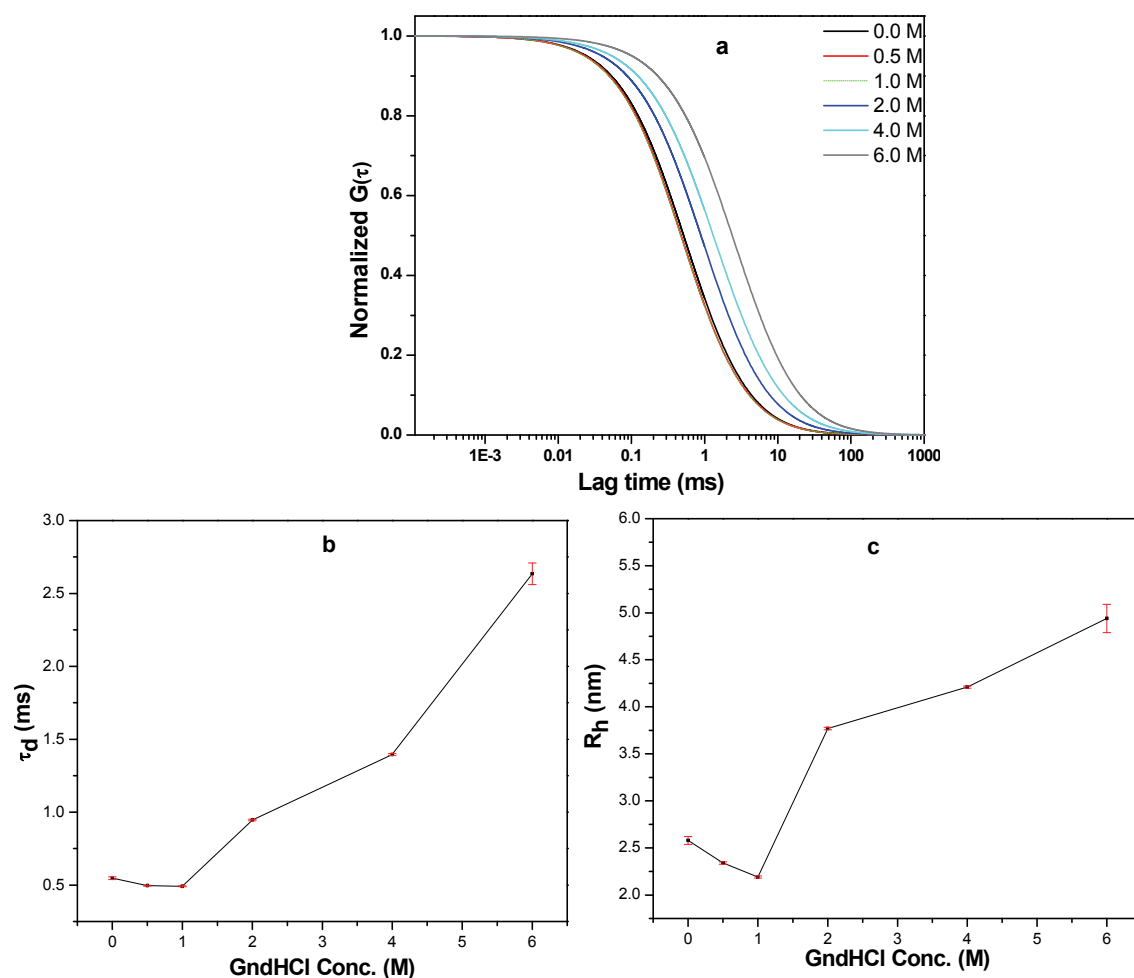 a
0.0 M
0.5 M
1.0 M
2.0 M
4.0 M
6.0 M
1.0
0.8
0.6
0.4
0.2
0.0
Normalized G(τ)
1E-3 0.01 0.1 1 10 100 1000
Lag time (ms)
b
3.0
2.5
2.0
1.5
1.0
0.5
τd (ms)
0 1 2 3 4 5 6
GndHCl Conc. (M)
c
6.0
5.5
5.0
4.5
4.0
3.5
3.0
2.5
2.0
Rh (nm)
0 1 2 3 4 5 6
GndHCl Conc. (M)